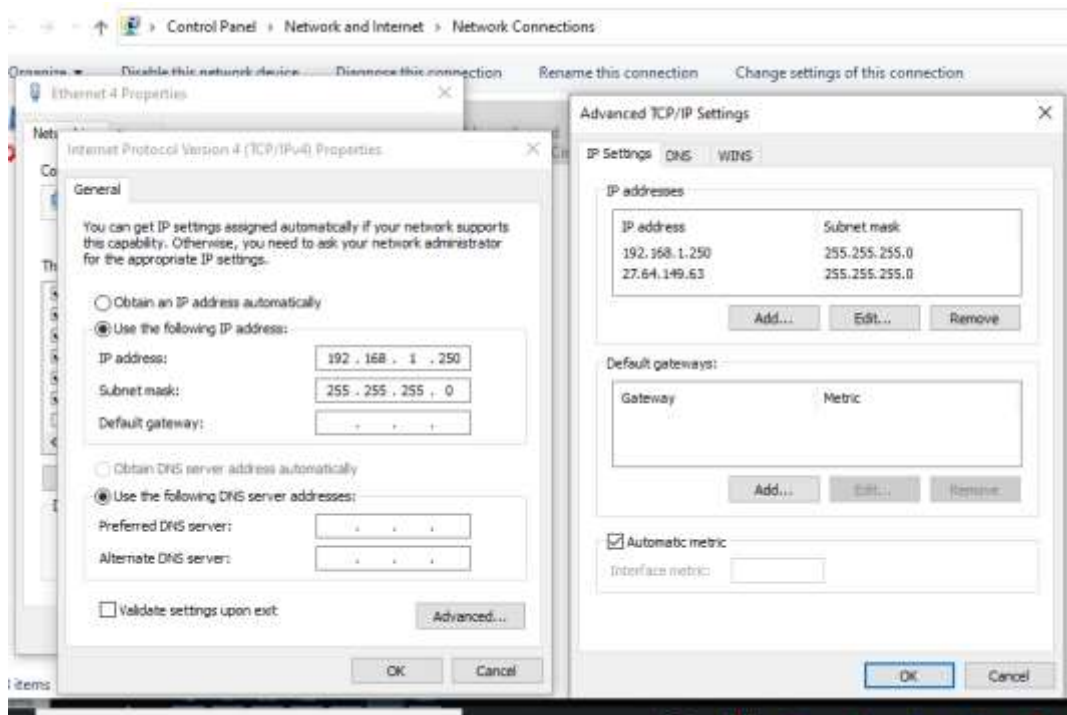 Control Panel › Network and Internet › Network Connections
Organize Disable this network device Diagnose this connection Rename this connection Change settings of this connection
Ethernet 4 Properties
Internet Protocol Version 4 (TCP/IPv4) Properties
General
You can get IP settings assigned automatically if your network supports
this capability. Otherwise, you need to ask your network administrator
for the appropriate IP settings.
Obtain an IP address automatically
Use the following IP address:
IP address: 192 . 168 . 1 . 250
Subnet mask: 255 . 255 . 255 . 0
Default gateway: . . .
Obtain DNS server address automatically
Use the following DNS server addresses:
Preferred DNS server: . . .
Alternate DNS server: . . .
Validate settings upon exit
Advanced...
OK Cancel
items
Advanced TCP/IP Settings
IP Settings DNS WINS
IP addresses
IP address Subnet mask
192.168.1.250 255.255.255.0
27.64.149.63 255.255.255.0
Add... Edit... Remove
Default gateways:
Gateway Metric
Add... Edit... Remove
Automatic metric
Interface metric:
OK Cancel